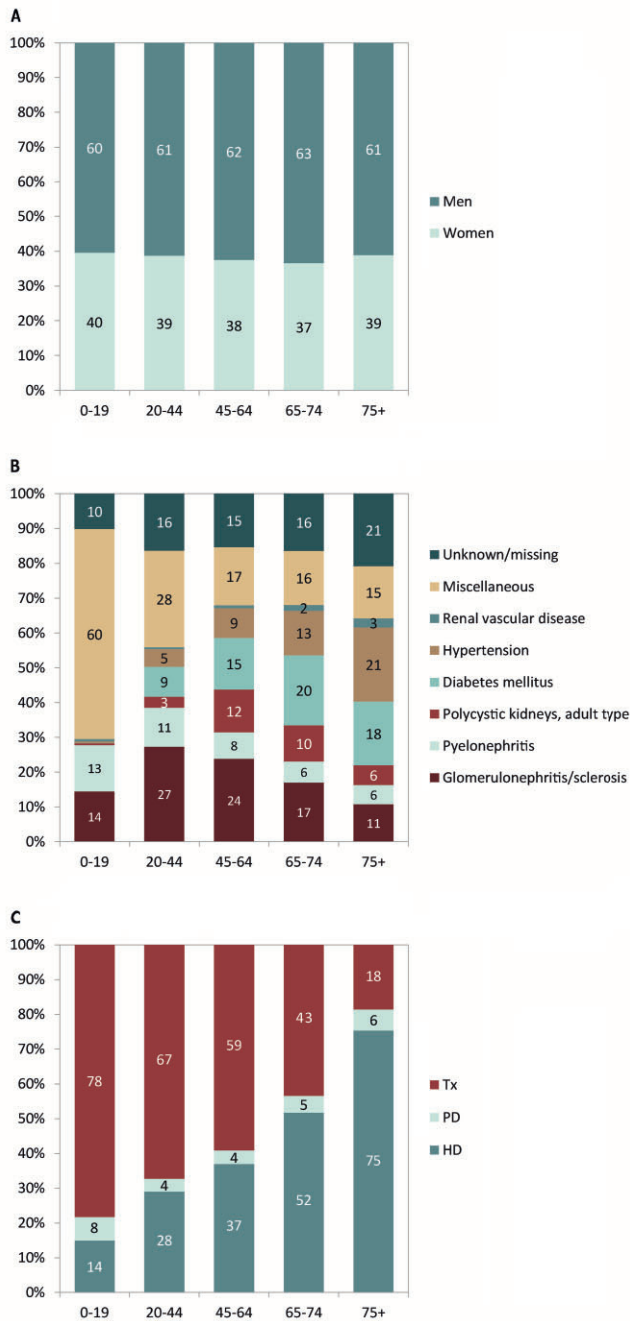 A
100%
90%
80%
70%
60%
50%
40%
30%
20%
10%
0%
60 61 62 63 61
40 39 38 37 39
0-19 20-44 45-64 65-74 75+
Men
Women
B
100%
90%
80%
70%
60%
50%
40%
30%
20%
10%
0%
10 16 15 16 21
60 28 17 16 15
2 3
5 9 13 21
9 15 20 18
3 12 10 6
13 11 8 6 6
14 27 24 17 11
0-19 20-44 45-64 65-74 75+
Unknown/missing
Miscellaneous
Renal vascular disease
Hypertension
Diabetes mellitus
Polycystic kidneys, adult type
Pyelonephritis
Glomerulonephritis/sclerosis
C
100%
90%
80%
70%
60%
50%
40%
30%
20%
10%
0%
78 67 59 43 18
8 4 4 5 6
14 28 37 52 75
0-19 20-44 45-64 65-74 75+
Tx
PD
HD